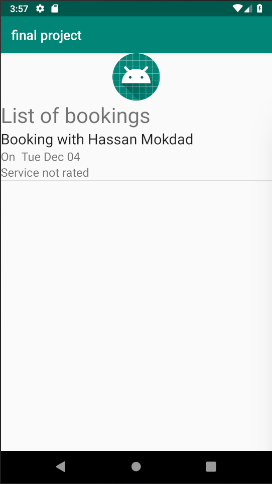 3:57
final project
List of bookings
Booking with Hassan Mokdad
On  Tue Dec 04
Service not rated